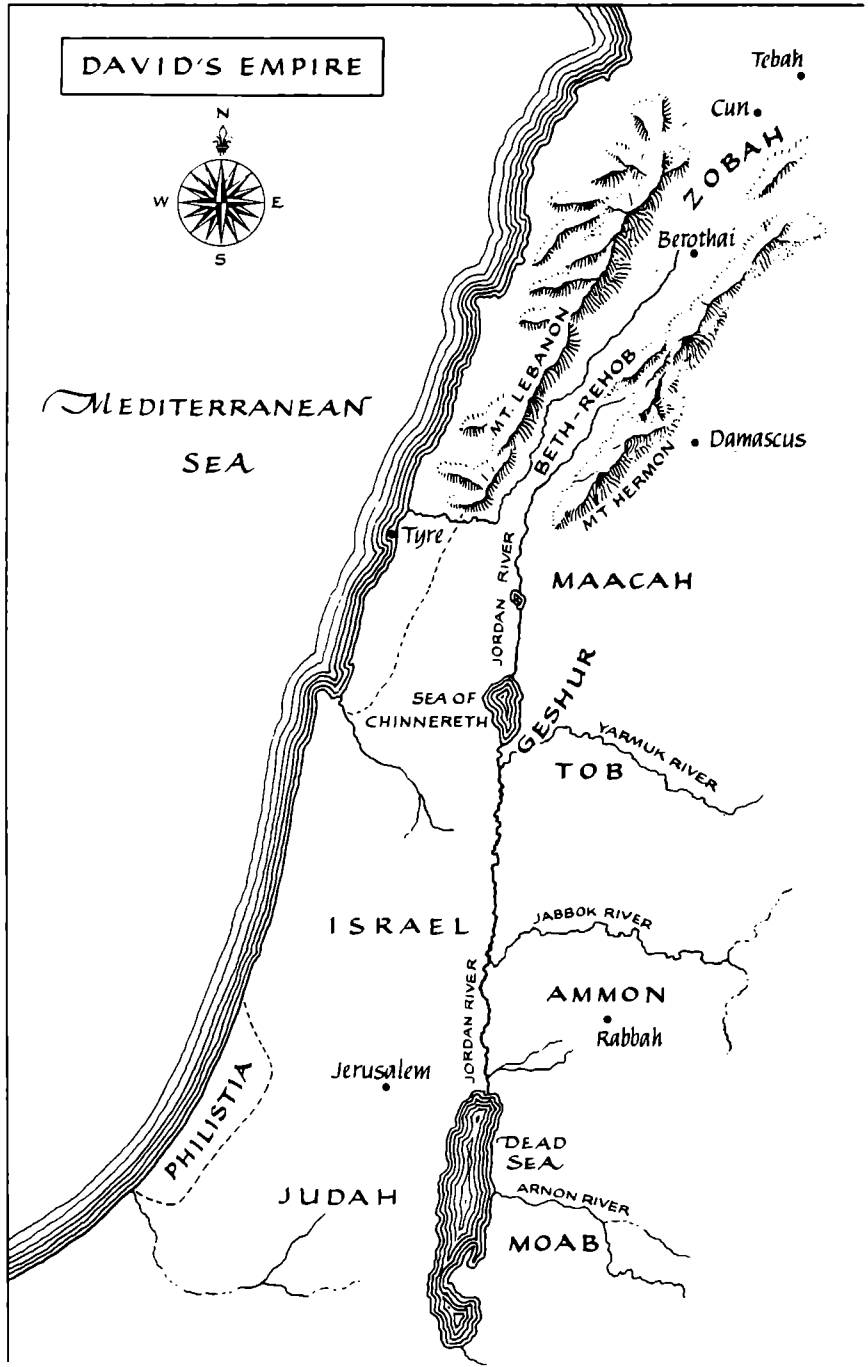 DAVID'S EMPIRE
N
W
E
S
Tebah
Cun
ZOBAH
Berothai
MT. LEBANON
BETH-REHOB
MEDITERRANEAN
SEA
Damascus
MT HERMON
Tyre
JORDAN RIVER
MAACAH
SEA OF
CHINNERETH
GESHUR
YARMUK RIVER
TOB
ISRAEL
JABBOK RIVER
AMMON
Rabbah
JORDAN RIVER
Jerusalem
PHILISTIA
DEAD
SEA
JUDAH
ARNON RIVER
MOAB